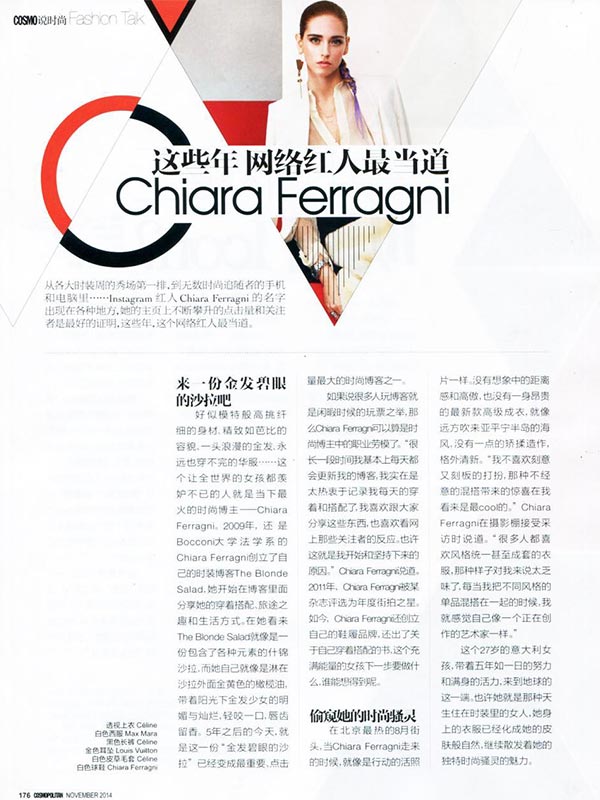 COSMO说时尚 Fashion Talk
这些年 网络红人最当道
Chiara Ferragni
从各大时装周的秀场第一排,到无数时尚追随者的手机
和电脑里……Instagram 红人 Chiara Ferragni 的名字
出现在各种地方,她的主页上不断攀升的点击量和关注
者是最好的证明,这些年,这个网络红人最当道。
来一份金发碧眼
的沙拉吧
好似模特般高挑纤
细的身材,精致如芭比的
容貌,一头浪漫的金发,永
远也穿不完的华服……这
个让全世界的女孩都羡
妒不已的人就是当下最
火的时尚博主——Chiara
Ferragni。2009年,还是
Bocconi大学法学系的
Chiara Ferragni创立了自
己的时装博客The Blonde
Salad,她开始在博客里面
分享她的穿着搭配、旅途之
趣和生活方式。在她看来
The Blonde Salad就像是一
份包含了各种元素的什锦
沙拉,而她自己就像是淋在
沙拉外面金黄色的橄榄油,
带着阳光下金发少女的明
媚与灿烂,轻咬一口,唇齿
留香。5年之后的今天,就
是这一份“金发碧眼的沙
拉”已经变成最重要、点击
量最大的时尚博客之一。
如果说很多人玩博客就
是闲暇时候的玩票之举,那
么Chiara Ferragni可以算是时
尚博主中的职业劳模了。“很
长一段时间我基本上每天都
会更新我的博客,我实在是
太热衷于记录我每天的穿
着和搭配了,我喜欢跟大家
分享这些东西,也喜欢看网
上那些关注者的反应。也许
这就是我开始和坚持下来的
原因。”Chiara Ferragni说道。
2011年, Chiara Ferragni被某
杂志评选为年度街拍之星。
如今, Chiara Ferragni还创立
自己的鞋履品牌,还出了关
于自己穿着搭配的书,这个充
满能量的女孩下一步要做什
么,谁能想得到呢。
偷窥她的时尚骚灵
在北京最热的8月街
头,当Chiara Ferragni走来
的时候,就像是行动的活照
片一样。没有想象中的距离
感和高傲,也没有一身昂贵
的最新款高级成衣,就像
远方吹来亚平宁半岛的海
风,没有一点的矫揉造作,
格外清新。“我不喜欢刻意
又刻板的打扮,那种不经
意的混搭带来的惊喜在我
看来是最cool的。”Chiara
Ferragni在摄影棚接受采
访时说道。“很多人都喜
欢风格统一甚至成套的衣
服,那种样子对我来说太乏
味了,每当我把不同风格的
单品混搭在一起的时候,我
就感觉自己像一个正在创
作的艺术家一样。”
这个27岁的意大利女
孩,带着五年如一日的努力
和满身的活力,来到地球的
这一端。也许她就是那种天
生住在时装里的女人,她身
上的衣服已经化成她的皮
肤般自然,继续散发着她的
独特时尚骚灵的魅力。
透视上衣 Céline
白色西服 Max Mara
黑色长裤 Céline
金色耳坠 Louis Vuitton
白色皮草毛套 Céline
白色球鞋 Chiara Ferragni
176 COSMOPOLITAN NOVEMBER 2014